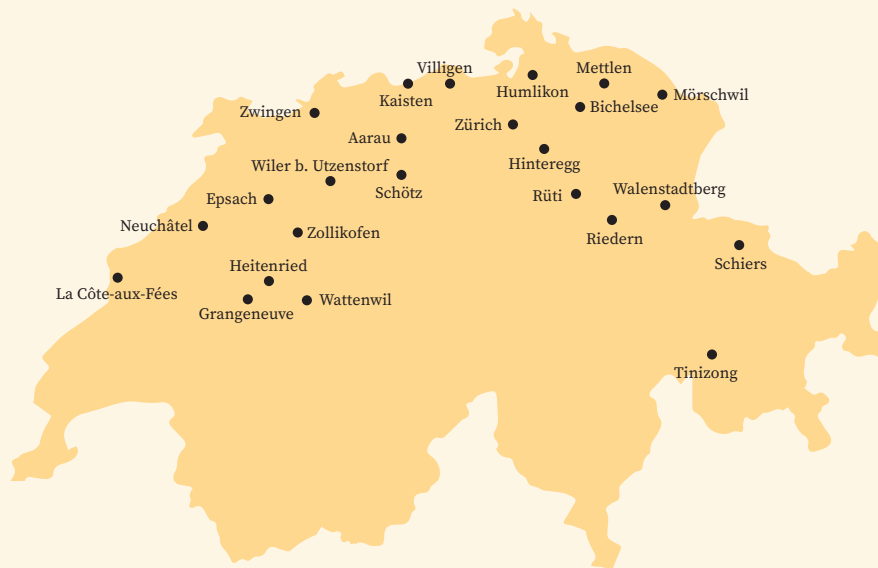 Villigen
Mettlen
Kaisten
Humlikon
Mörschwil
Bichelsee
Zwingen
Zürich
Aarau
Hinteregg
Wiler b. Utzenstorf
Schötz
Walenstadtberg
Rüti
Epsach
Neuchâtel
Zollikofen
Riedern
Heitenried
Schiers
La Côte-aux-Fées
Wattenwil
Grangeneuve
Tinizong